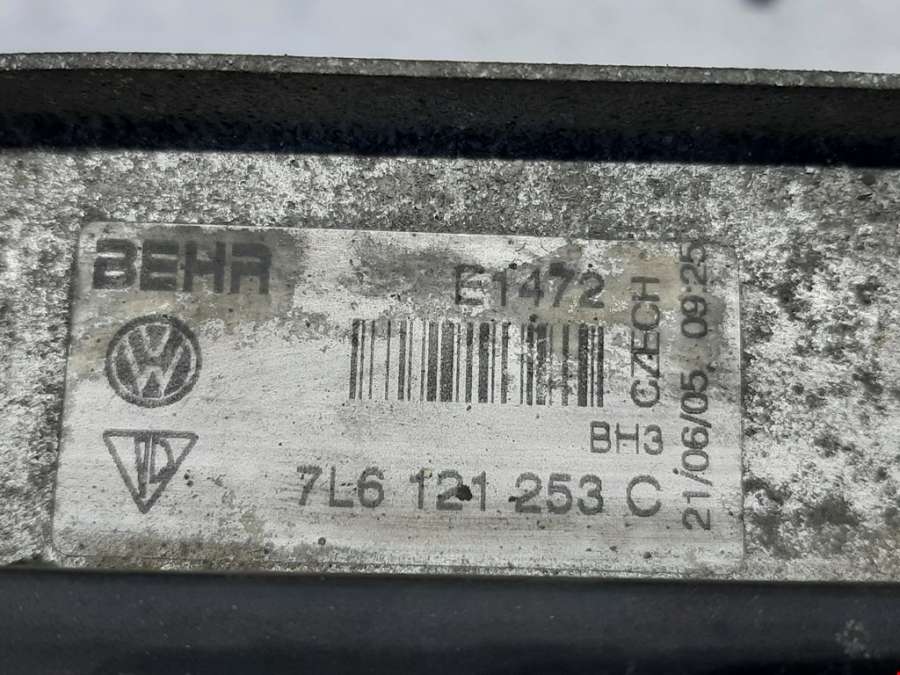 BEHR
E1472
CZECH
21/06/05 09:25
BH3
7L6 121 253 C